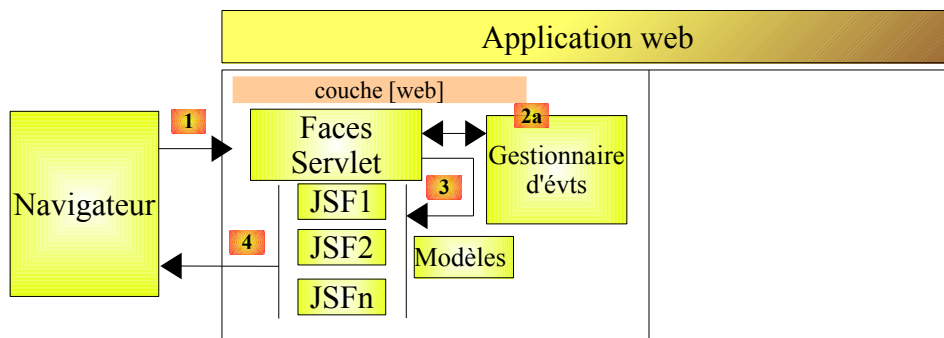 Application web
couche [web]
1
2a
Faces
Servlet
Gestionnaire
d'évts
Navigateur
3
JSF1
4
JSF2
Modèles
JSFn